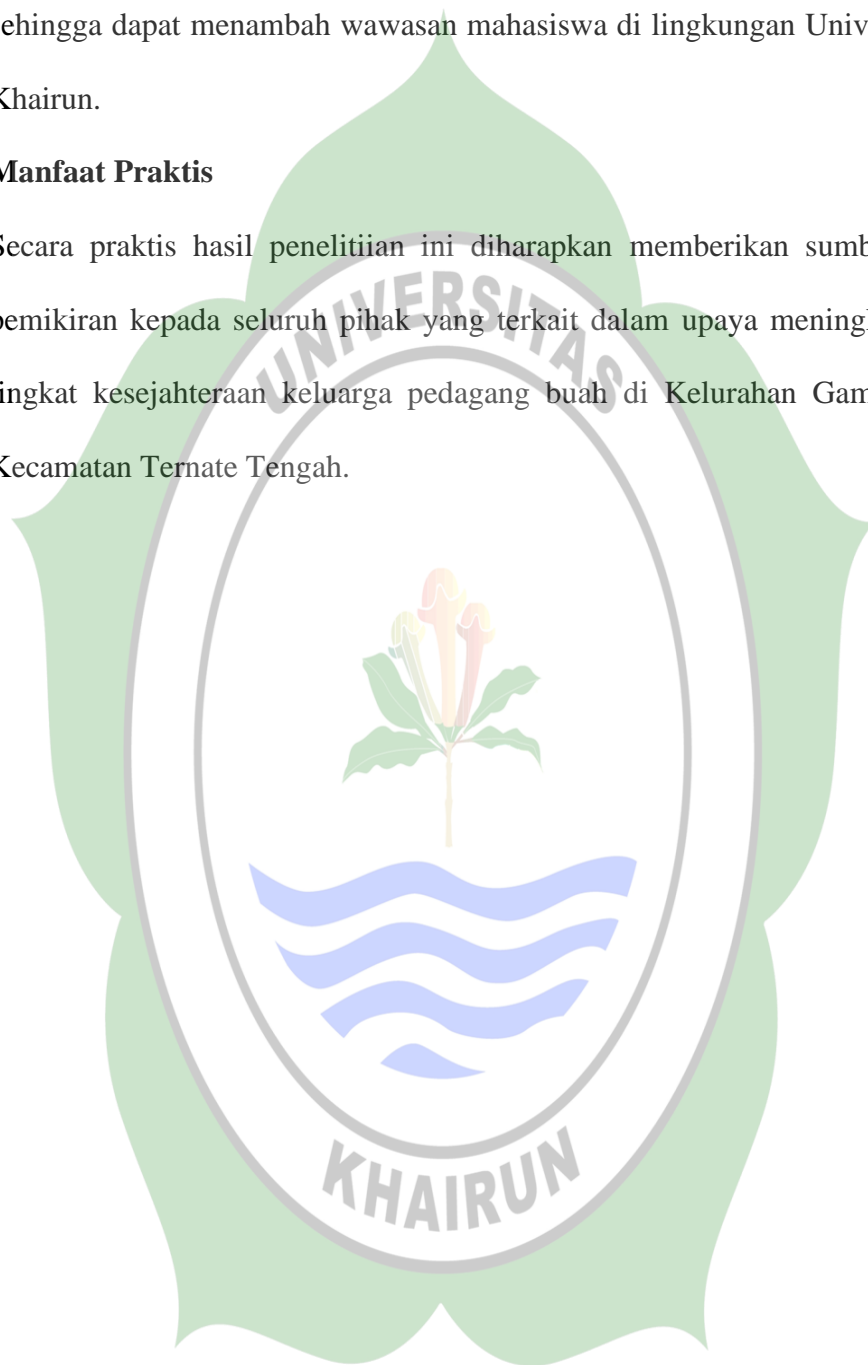 ehingga dapat menambah wawasan mahasiswa di lingkungan Univ
Khairun.
Manfaat Praktis
Secara praktis hasil penelitiian ini diharapkan memberikan sumb
pemikiran kepada seluruh pihak yang terkait dalam upaya mening
tingkat kesejahteraan keluarga pedagang buah di Kelurahan Gam
Kecamatan Ternate Tengah.
UNIVERSITAS
KHAIRUN